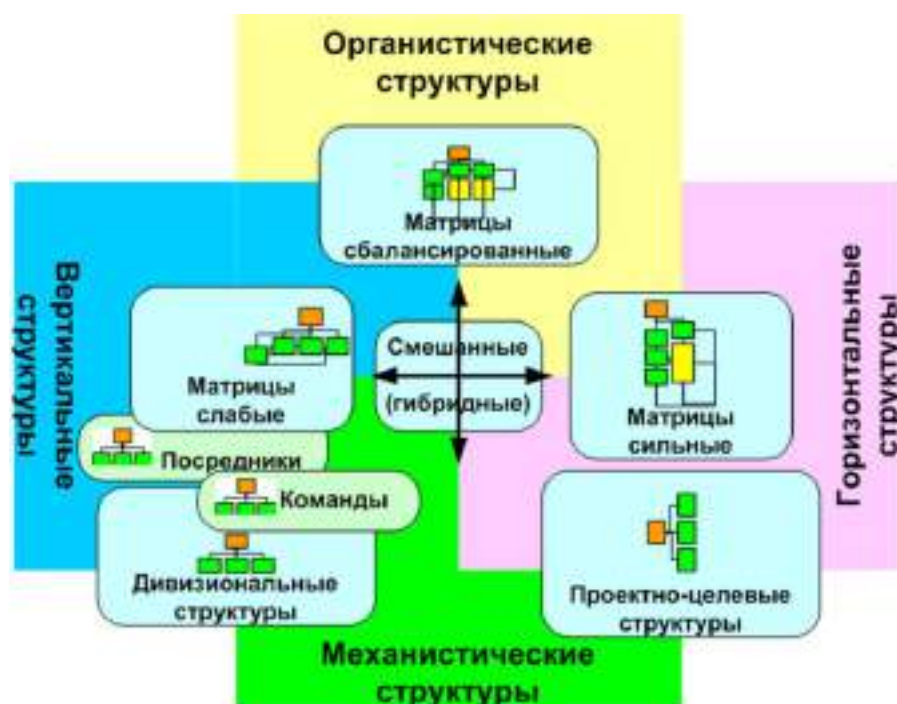 Органистические
структуры
Матрицы
сбалансированные
Вертикальные
структуры
Горизонтальные
структуры
Матрицы
слабые
Смешанные
(гибридные)
Матрицы
сильные
Посредники
Команды
Дивизиональные
структуры
Проектно-целевые
структуры
Механистические
структуры